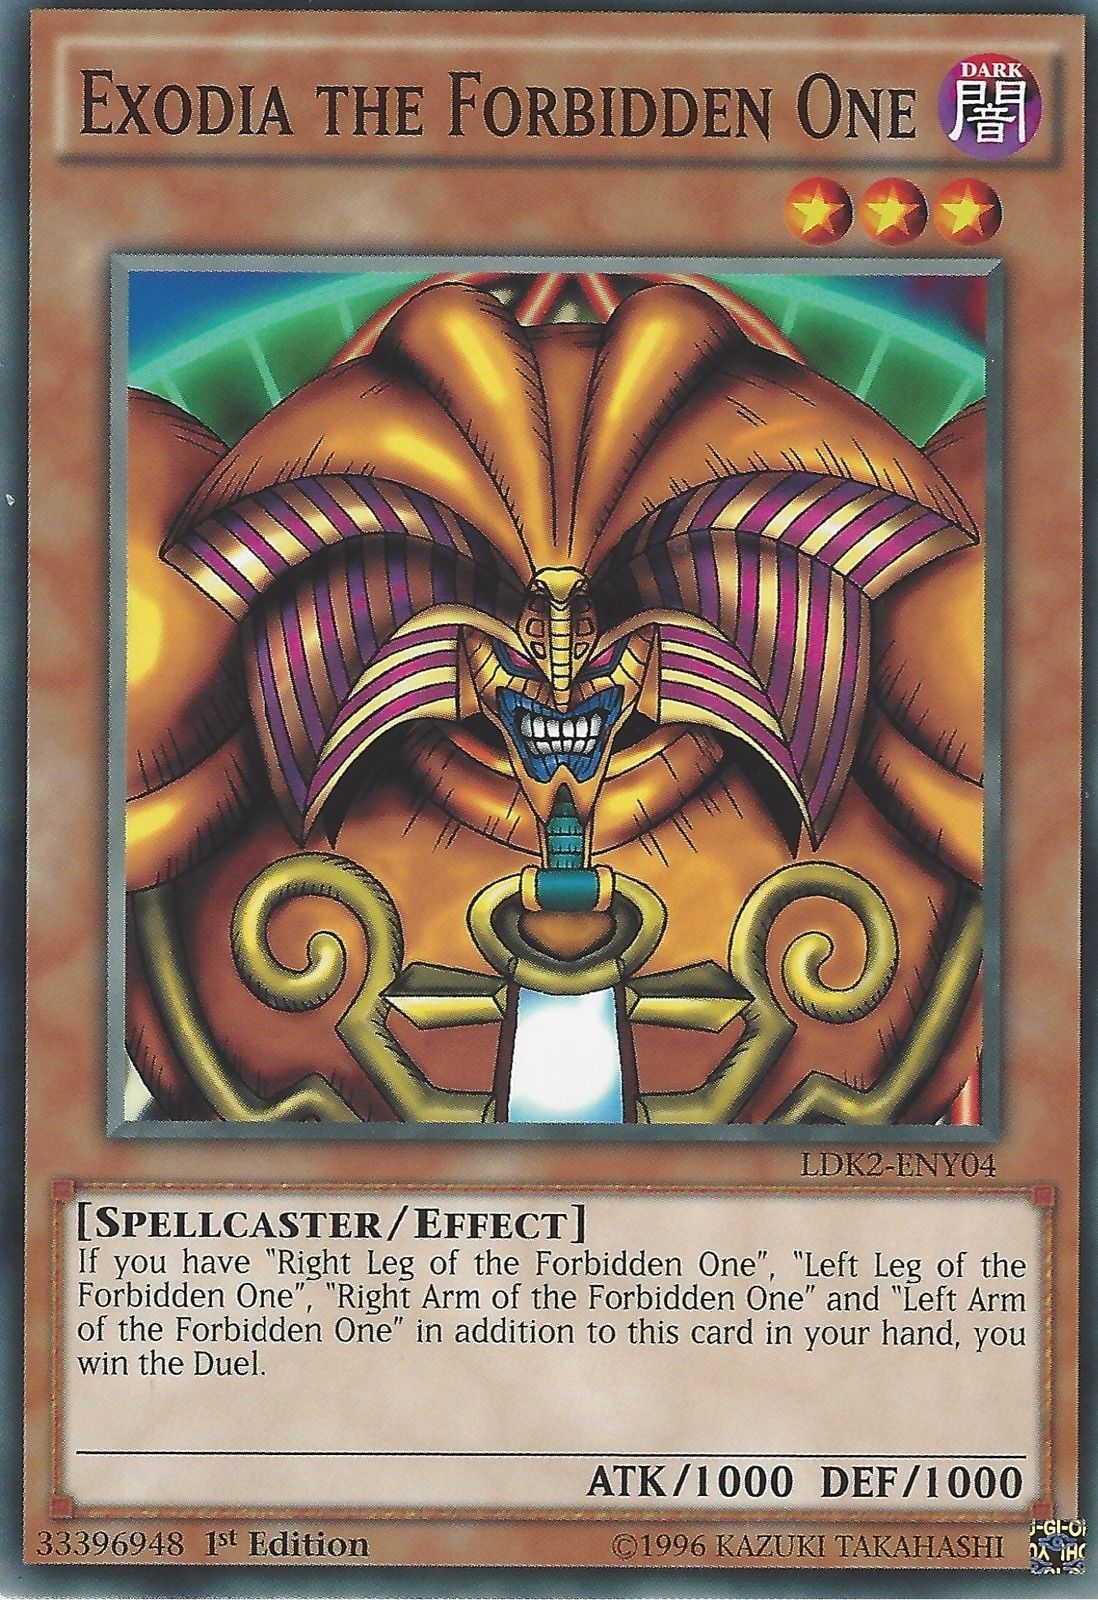 EXODIA THE FORBIDDEN ONE
DARK
闇
LDK2-ENY04
[SPELLCASTER/EFFECT]
If you have "Right Leg of the Forbidden One", "Left Leg of the
Forbidden One", "Right Arm of the Forbidden One" and "Left Arm
of the Forbidden One" in addition to this card in your hand, you
win the Duel.
ATK/1000 DEF/1000
33396948 1st Edition
©1996 KAZUKI TAKAHASHI